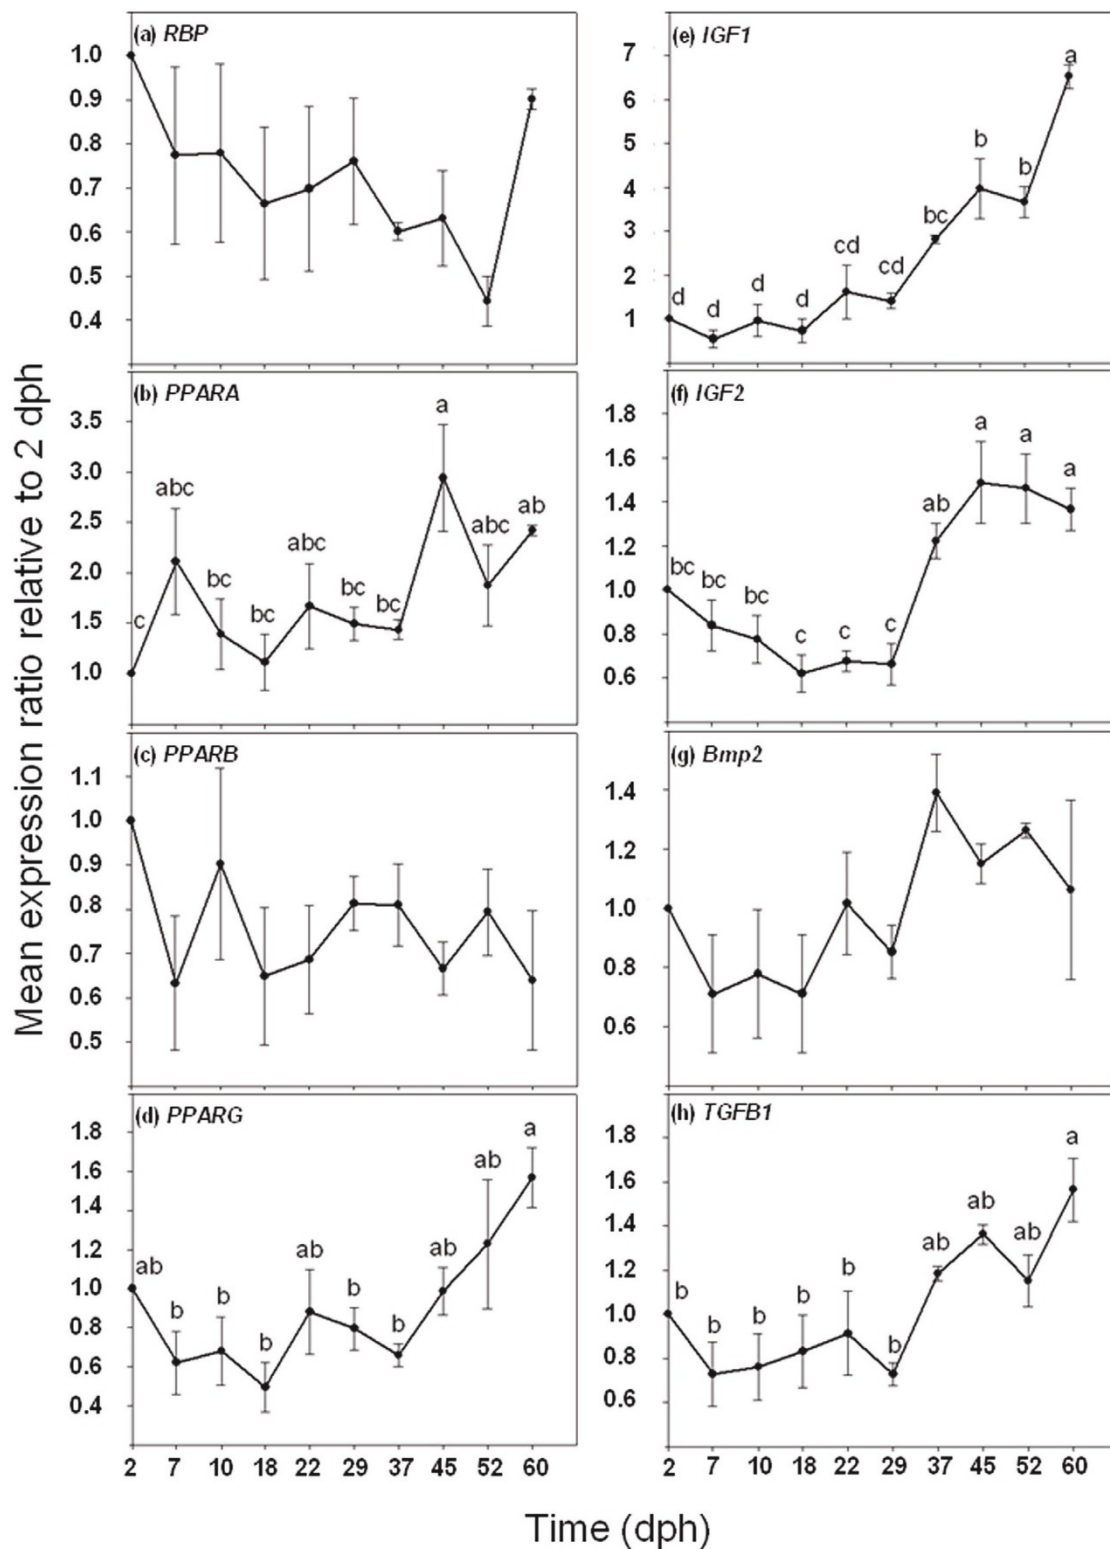 Mean expression ratio relative to 2 dph
(a) RBP
1.0
0.9
0.8
0.7
0.6
0.5
0.4
(b) PPARA
3.5
3.0
2.5
2.0
1.5
1.0
c
abc
bc
bc
abc
bc
bc
a
abc
ab
(c) PPARB
1.1
1.0
0.9
0.8
0.7
0.6
0.5
(d) PPARG
1.8
1.6
1.4
1.2
1.0
0.8
0.6
0.4
ab
b
b
b
ab
b
b
ab
ab
a
2 7 10 18 22 29 37 45 52 60
(e) IGF1
7
6
5
4
3
2
1
d
d
d
d
cd
cd
bc
b
b
a
(f) IGF2
1.8
1.6
1.4
1.2
1.0
0.8
0.6
bc
bc
bc
c
c
c
ab
a
a
a
(g) Bmp2
1.4
1.2
1.0
0.8
0.6
(h) TGFB1
1.8
1.6
1.4
1.2
1.0
0.8
0.6
b
b
b
b
b
b
ab
ab
ab
a
2 7 10 18 22 29 37 45 52 60
Time (dph)